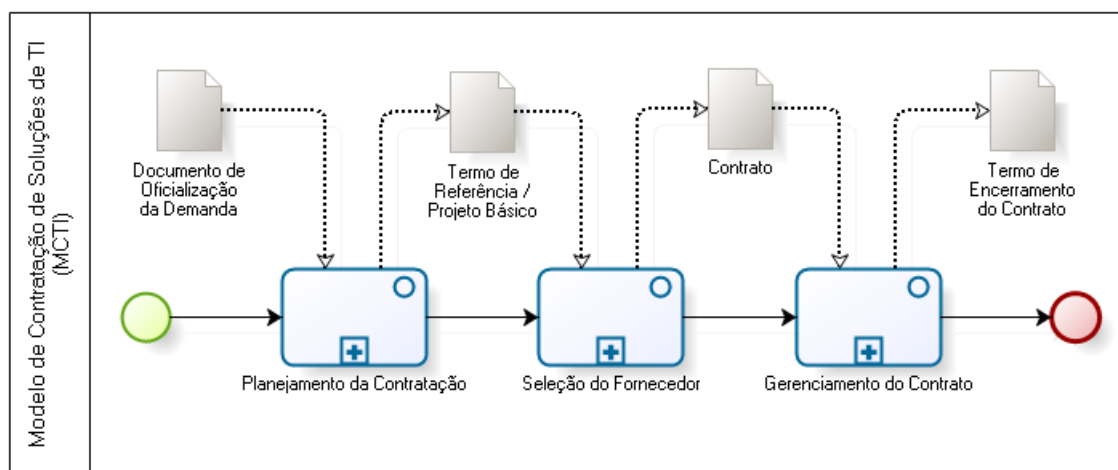 Modelo de Contratação de Soluções de TI
(MCTI)
Documento de
Oficialização
da Demanda
Termo de
Referência /
Projeto Básico
Contrato
Termo de
Encerramento
do Contrato
Planejamento da Contratação
Seleção do Fornecedor
Gerenciamento do Contrato